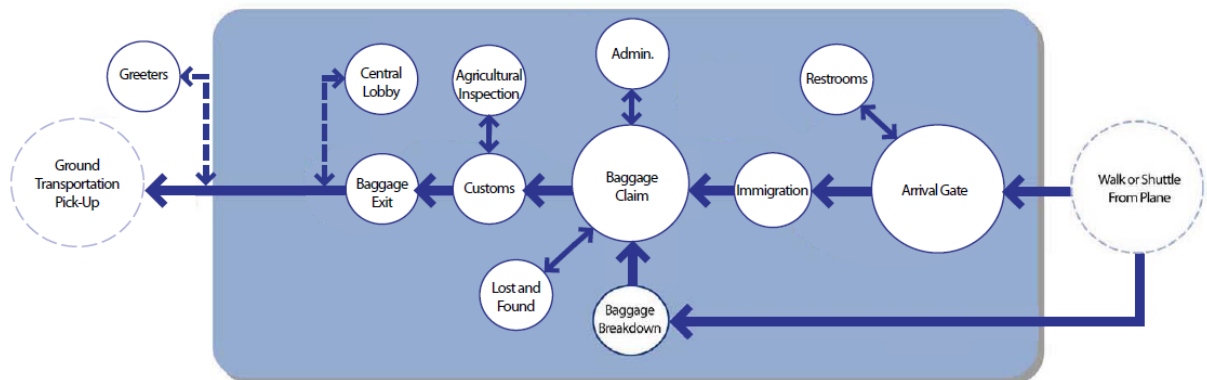 Greeters
Central
Lobby
Agricultural
Inspection
Admin.
Restrooms
Ground
Transportation
Pick-Up
Baggage
Exit
Customs
Baggage
Claim
Immigration
Arrival Gate
Walk or Shuttle
From Plane
Lost and
Found
Baggage
Breakdown